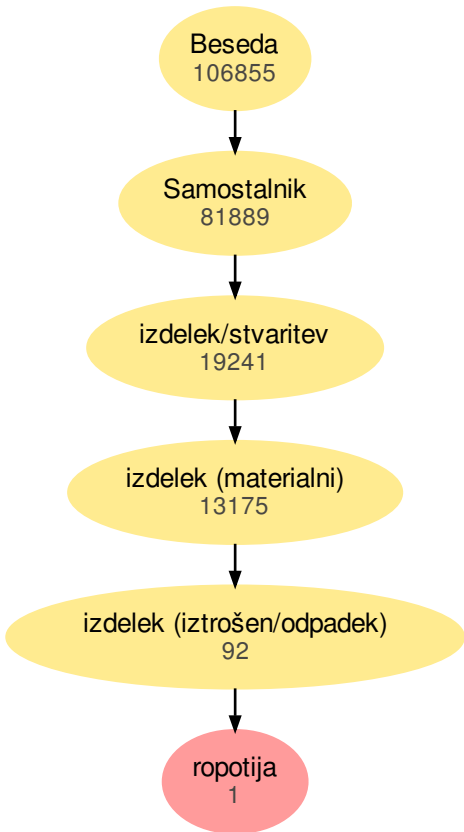 Beseda
106855
Samostalnik
81889
izdelek/stvaritev
19241
izdelek (materialni)
13175
izdelek (iztrošen/odpadek)
92
ropotija
1